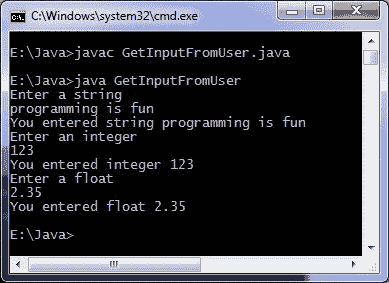 C:\Windows\system32\cmd.exe
E:\Java>javac GetInputFromUser.java
E:\Java>java GetInputFromUser
Enter a string
programming is fun
You entered string programming is fun
Enter an integer
123
You entered integer 123
Enter a float
2.35
You entered float 2.35
E:\Java>